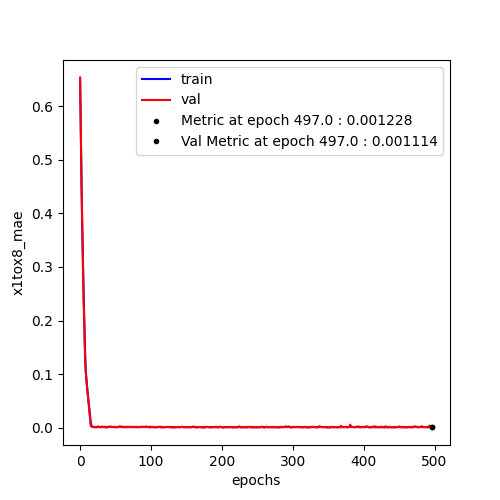 train
val
Metric at epoch 497.0 : 0.001228
Val Metric at epoch 497.0 : 0.001114
0.6
0.5
0.4
0.3
0.2
0.1
0.0
x1tox8_mae
0 100 200 300 400 500
epochs